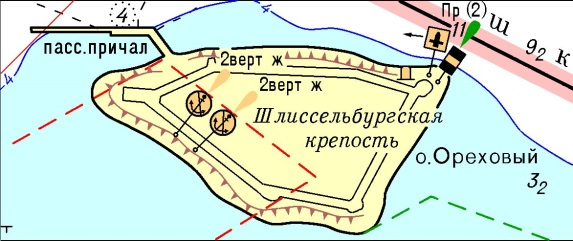 4
пасс.причал
4
2верт ж
2верт ж
Пр (2)
11
Ш
9₂ к
Шлиссельбургская
крепость
о.Ореховый
3₂